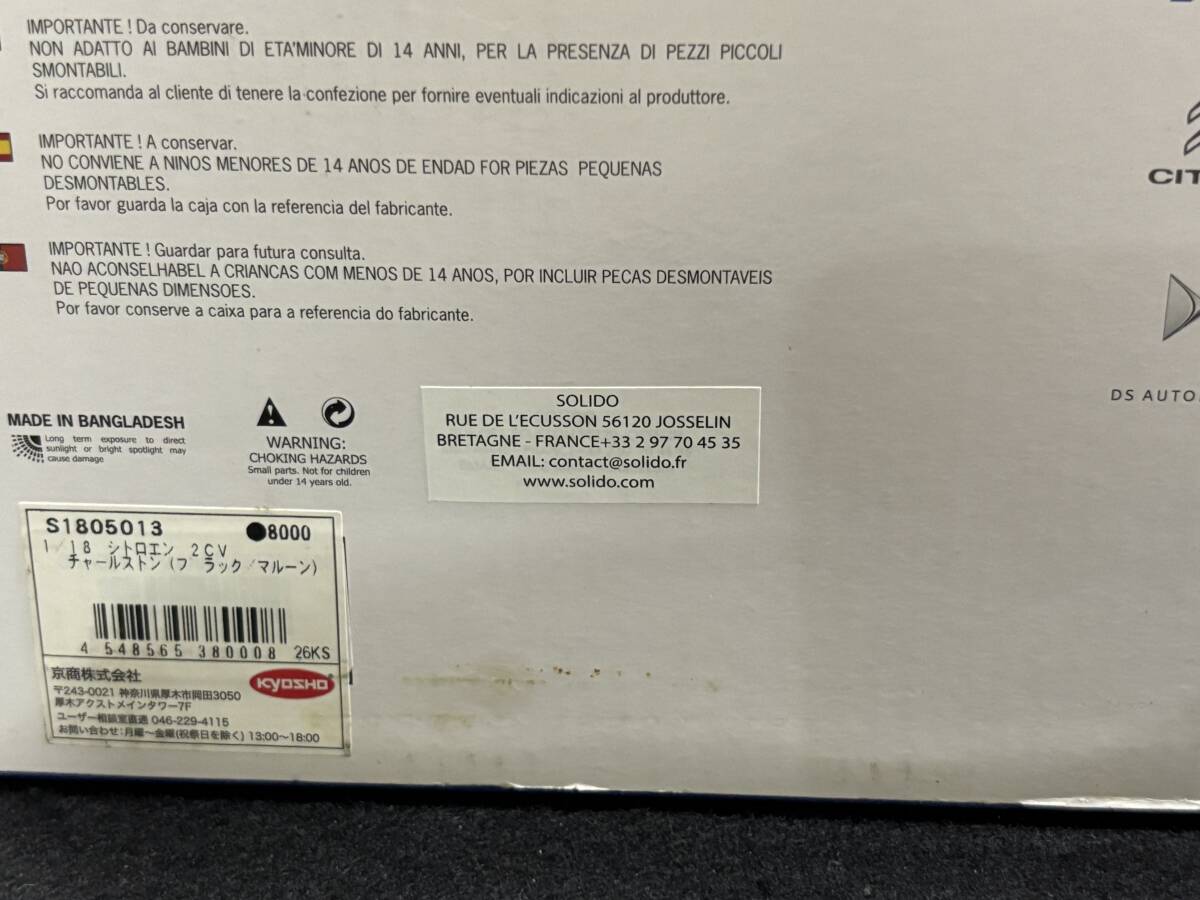 IMPORTANTE ! Da conservare.
NON ADATTO AI BAMBINI DI ETA'MINORE DI 14 ANNI, PER LA PRESENZA DI PEZZI PICCOLI
SMONTABILI.
Si raccomanda al cliente di tenere la confezione per fornire eventuali indicazioni al produttore.
IMPORTANTE ! A conservar.
NO CONVIENE A NINOS MENORES DE 14 ANOS DE ENDAD FOR PIEZAS PEQUENAS
DESMONTABLES.
Por favor guarda la caja con la referencia del fabricante.
IMPORTANTE ! Guardar para futura consulta.
NAO ACONSELHABEL A CRIANCAS COM MENOS DE 14 ANOS, POR INCLUIR PECAS DESMONTAVEIS
DE PEQUENAS DIMENSOES.
Por favor conserve a caixa para a referencia do fabricante.
CIT
DS AUTO
MADE IN BANGLADESH
Long term exposure to direct
sunlight or bright spotlight may
cause damage
WARNING:
CHOKING HAZARDS
Small parts. Not for children
under 14 years old.
SOLIDO
RUE DE L'ECUSSON 56120 JOSSELIN
BRETAGNE - FRANCE+33 2 97 70 45 35
EMAIL: contact@solido.fr
www.solido.com
S1805013 ●8000
1/18 シトロエン 2CV
チャールストン(ブラック/マルーン)
4 548565 380008 26KS
京商株式会社
KYOSHO
〒243-0021 神奈川県厚木市岡田3050
厚木アクストメインタワー7F
ユーザー相談室直通 046-229-4115
お問い合わせ:月曜~金曜(祝祭日を除く) 13:00~18:00